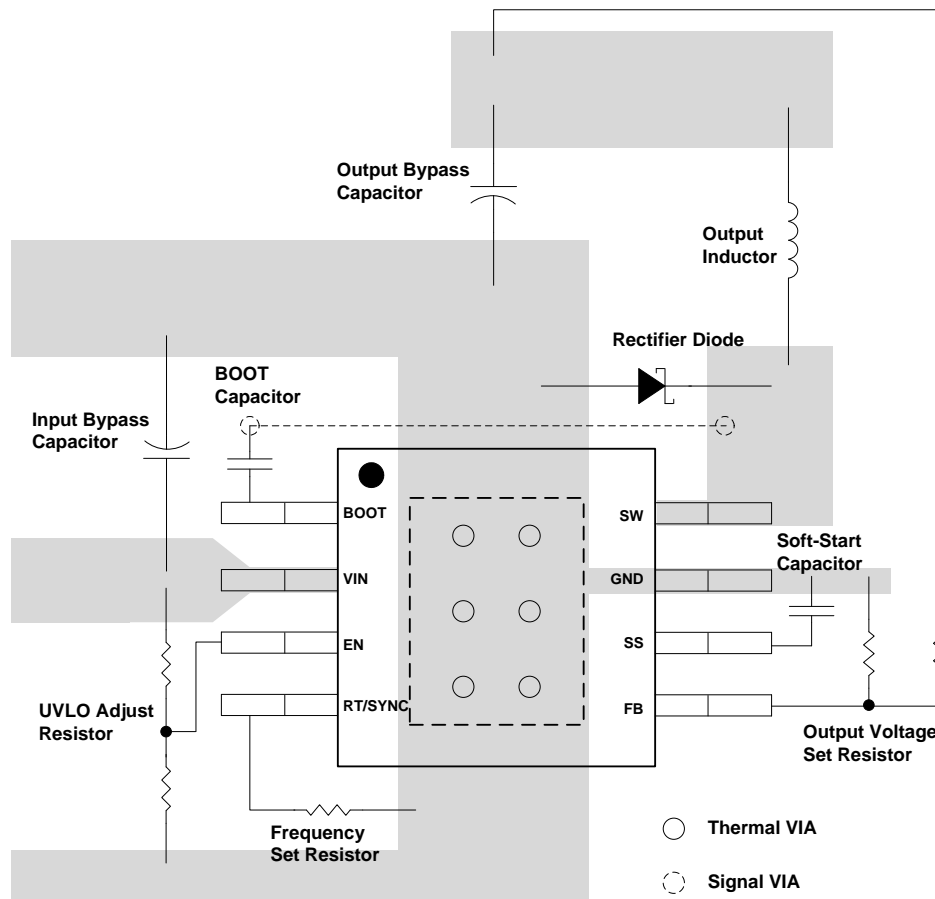 Output Bypass
Capacitor
Output
Inductor
Rectifier Diode
BOOT
Capacitor
Input Bypass
Capacitor
BOOT
SW
Soft-Start
Capacitor
VIN
GND
EN
SS
RT/SYNC
FB
UVLO Adjust
Resistor
Output Voltage
Set Resistor
Frequency
Set Resistor
Thermal VIA
Signal VIA